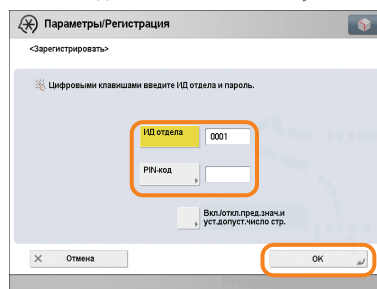 Параметры/Регистрация
<Зарегистрировать>
Цифровыми клавишами введите ИД отдела и пароль.
ИД отдела 0001
PIN-код
Вкл./откл.пред.знач.и
уст.допуст.число стр.
Отмена OK